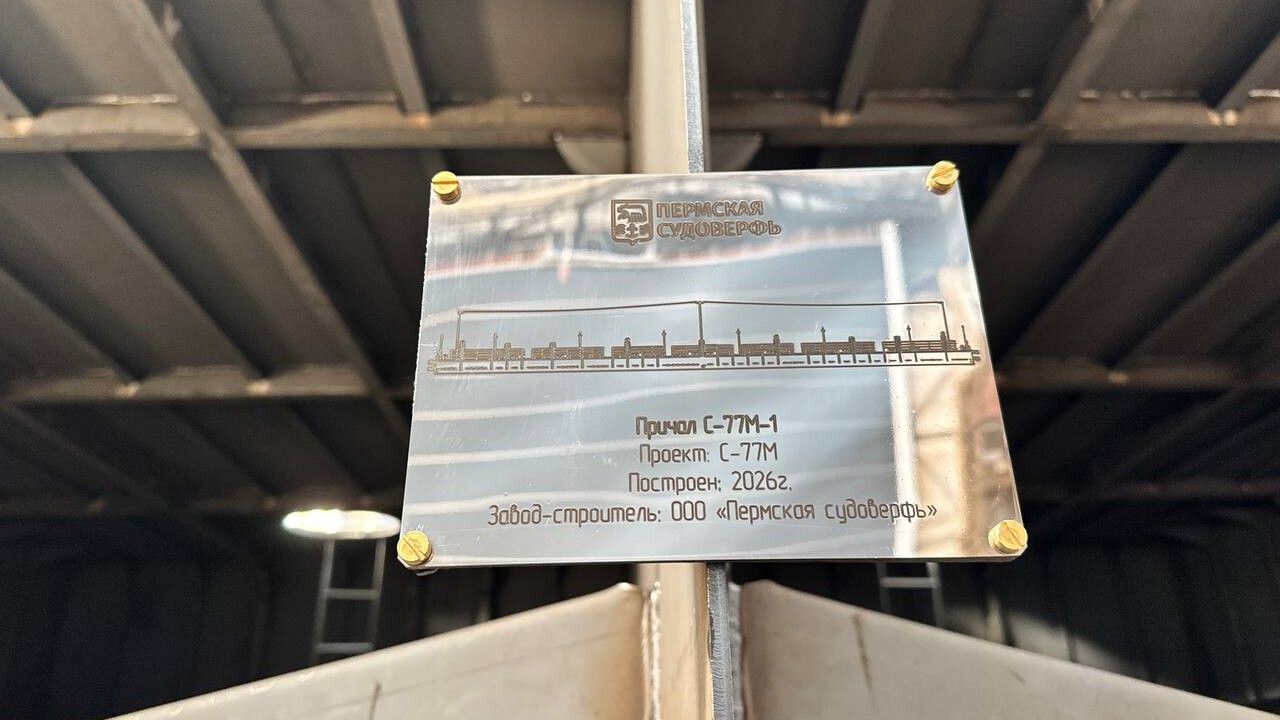 ПЕРМСКАЯ
СУДОВЕРФЬ
Причал С-77М-1
Проект: С-77М
Построен: 2026г.
Завод-строитель: ООО «Пермская судоверфь»